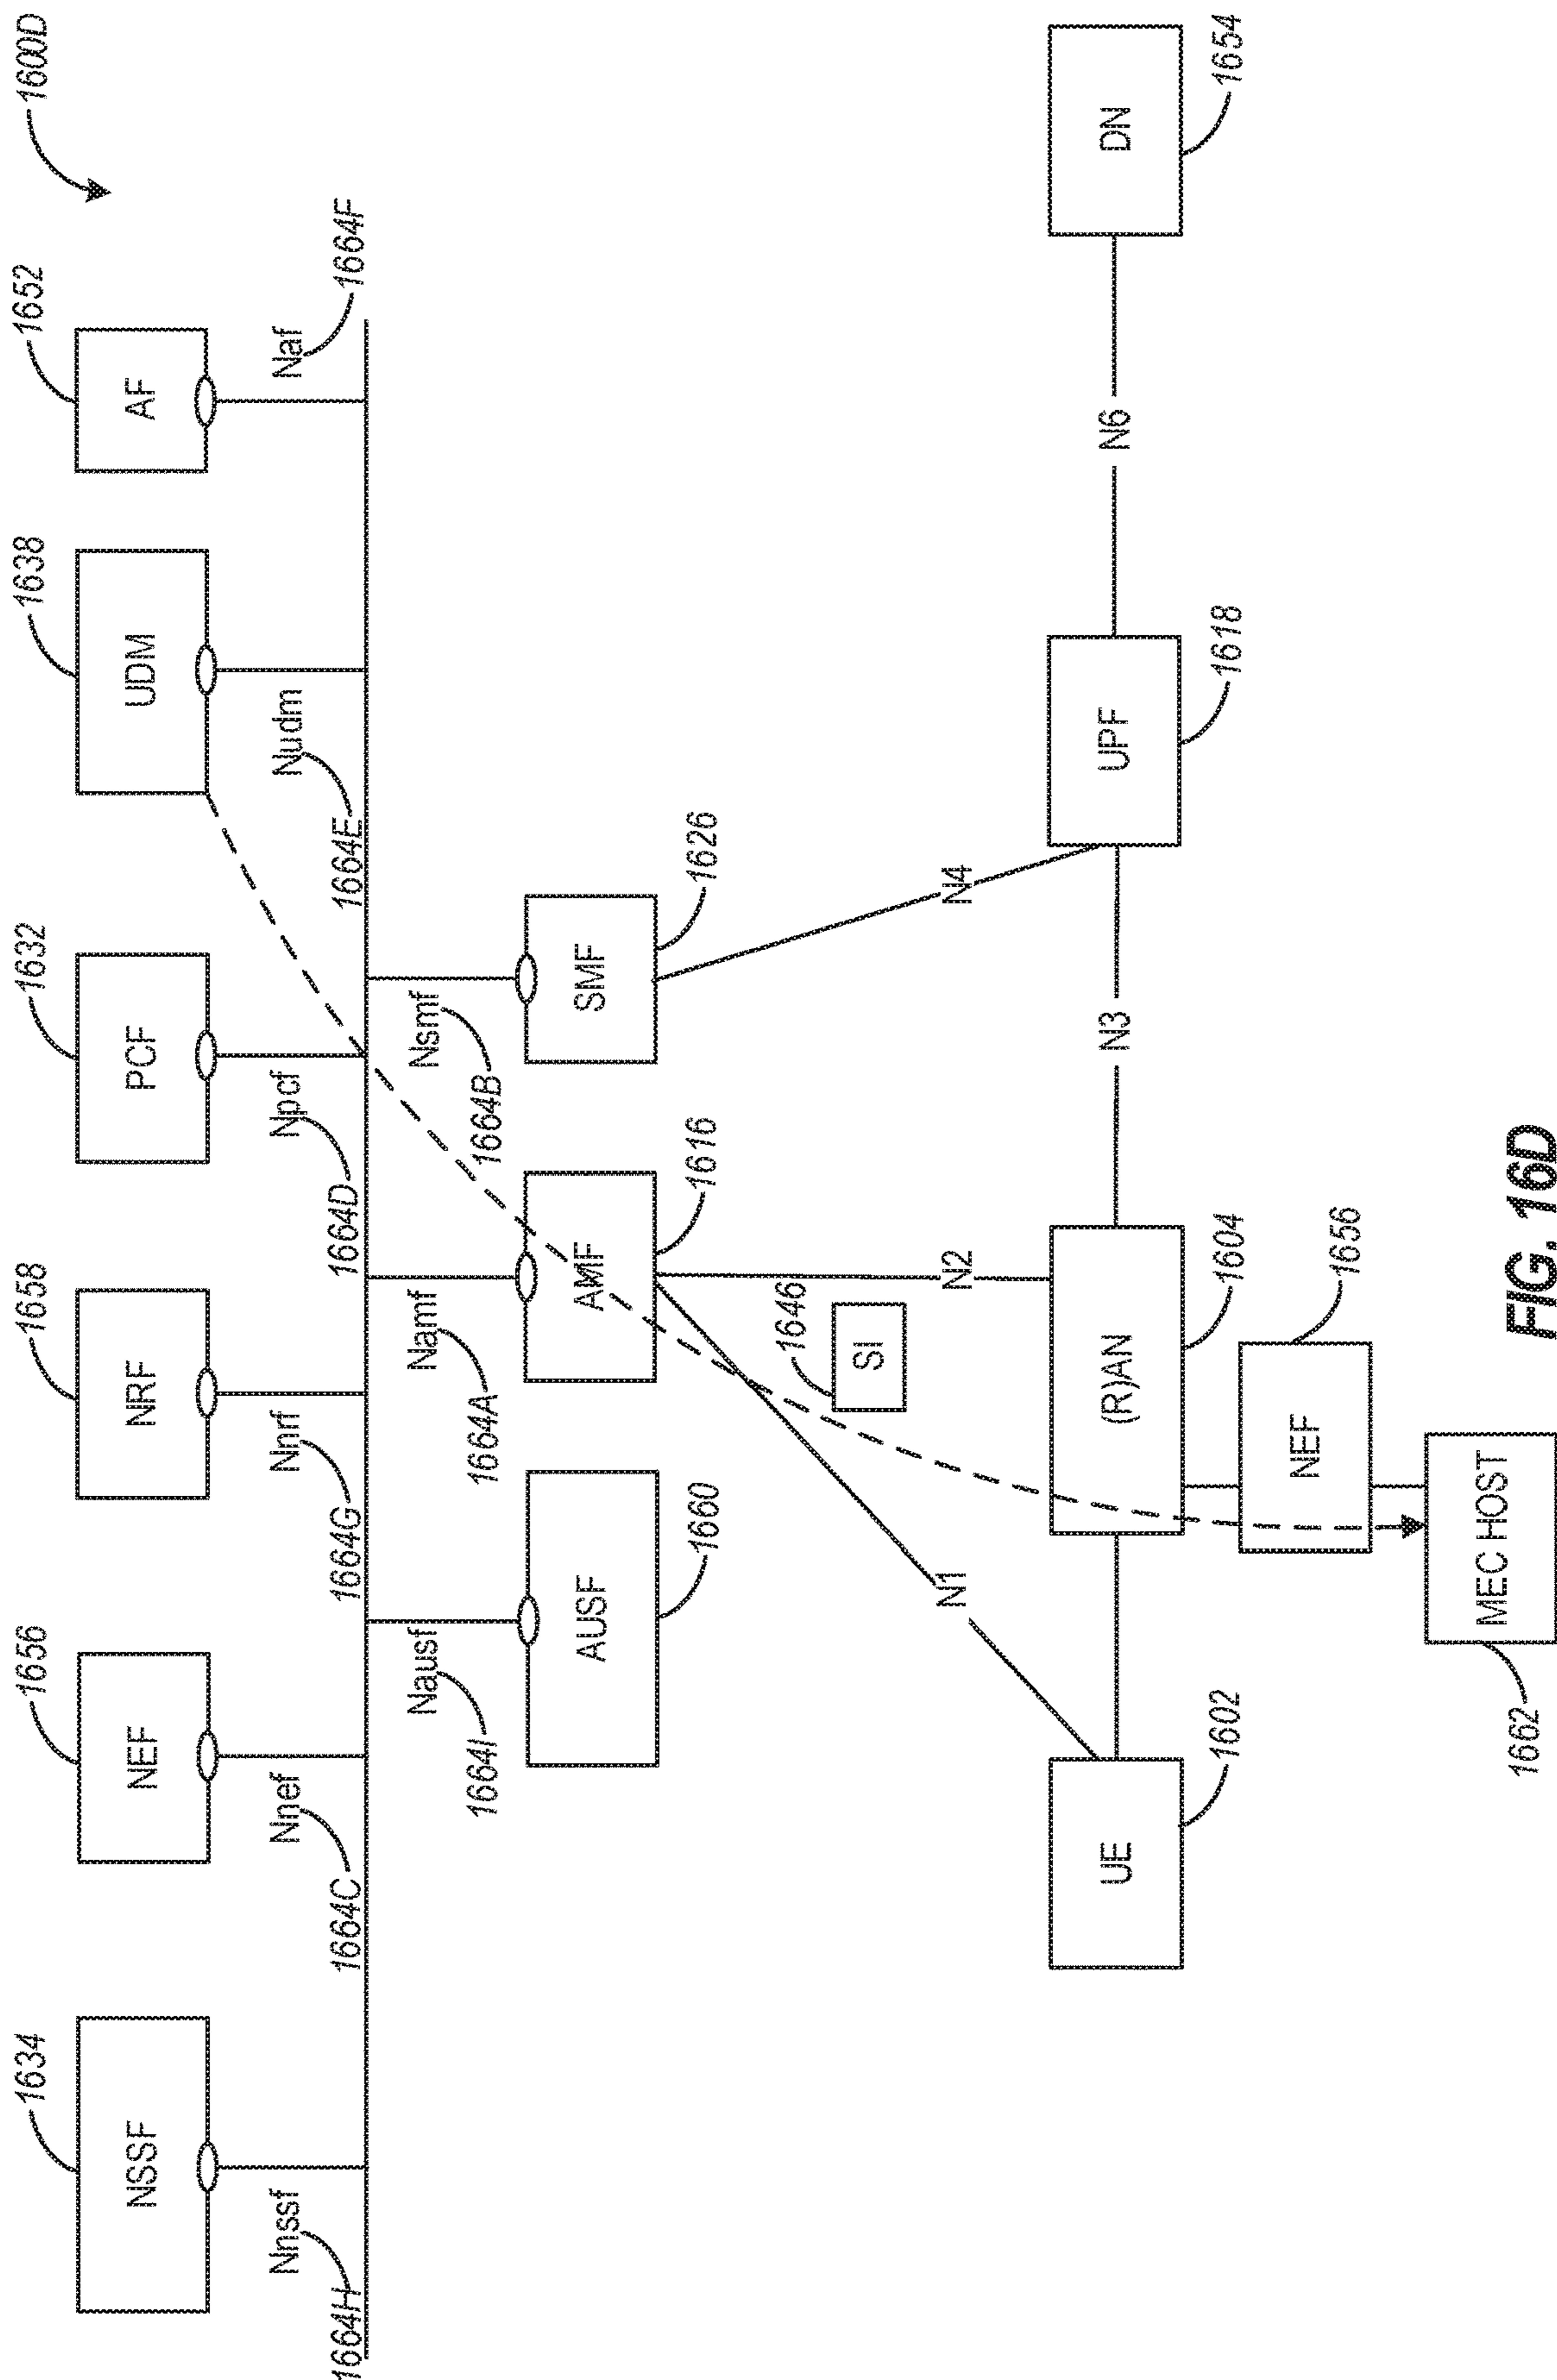 1600D
1634
1656
1658
1632
1638
1652
NSSF
NEF
NRF
PCF
UDM
AF
Nnssf
Nnef
Nnrf
Npcf
Nudm
Naf
1664H
1664C
1664G
1664D
1664E
1664F
Nausf
Namf
Nsmf
1664I
1664A
1664B
AUSF
AMF
SMF
1660
1616
1626
1646
SI
N1
N2
N4
UE
(R)AN
N3
UPF
N6
DN
1602
1604
1618
1654
NEF
1656
MEC HOST
1662
FIG. 16D